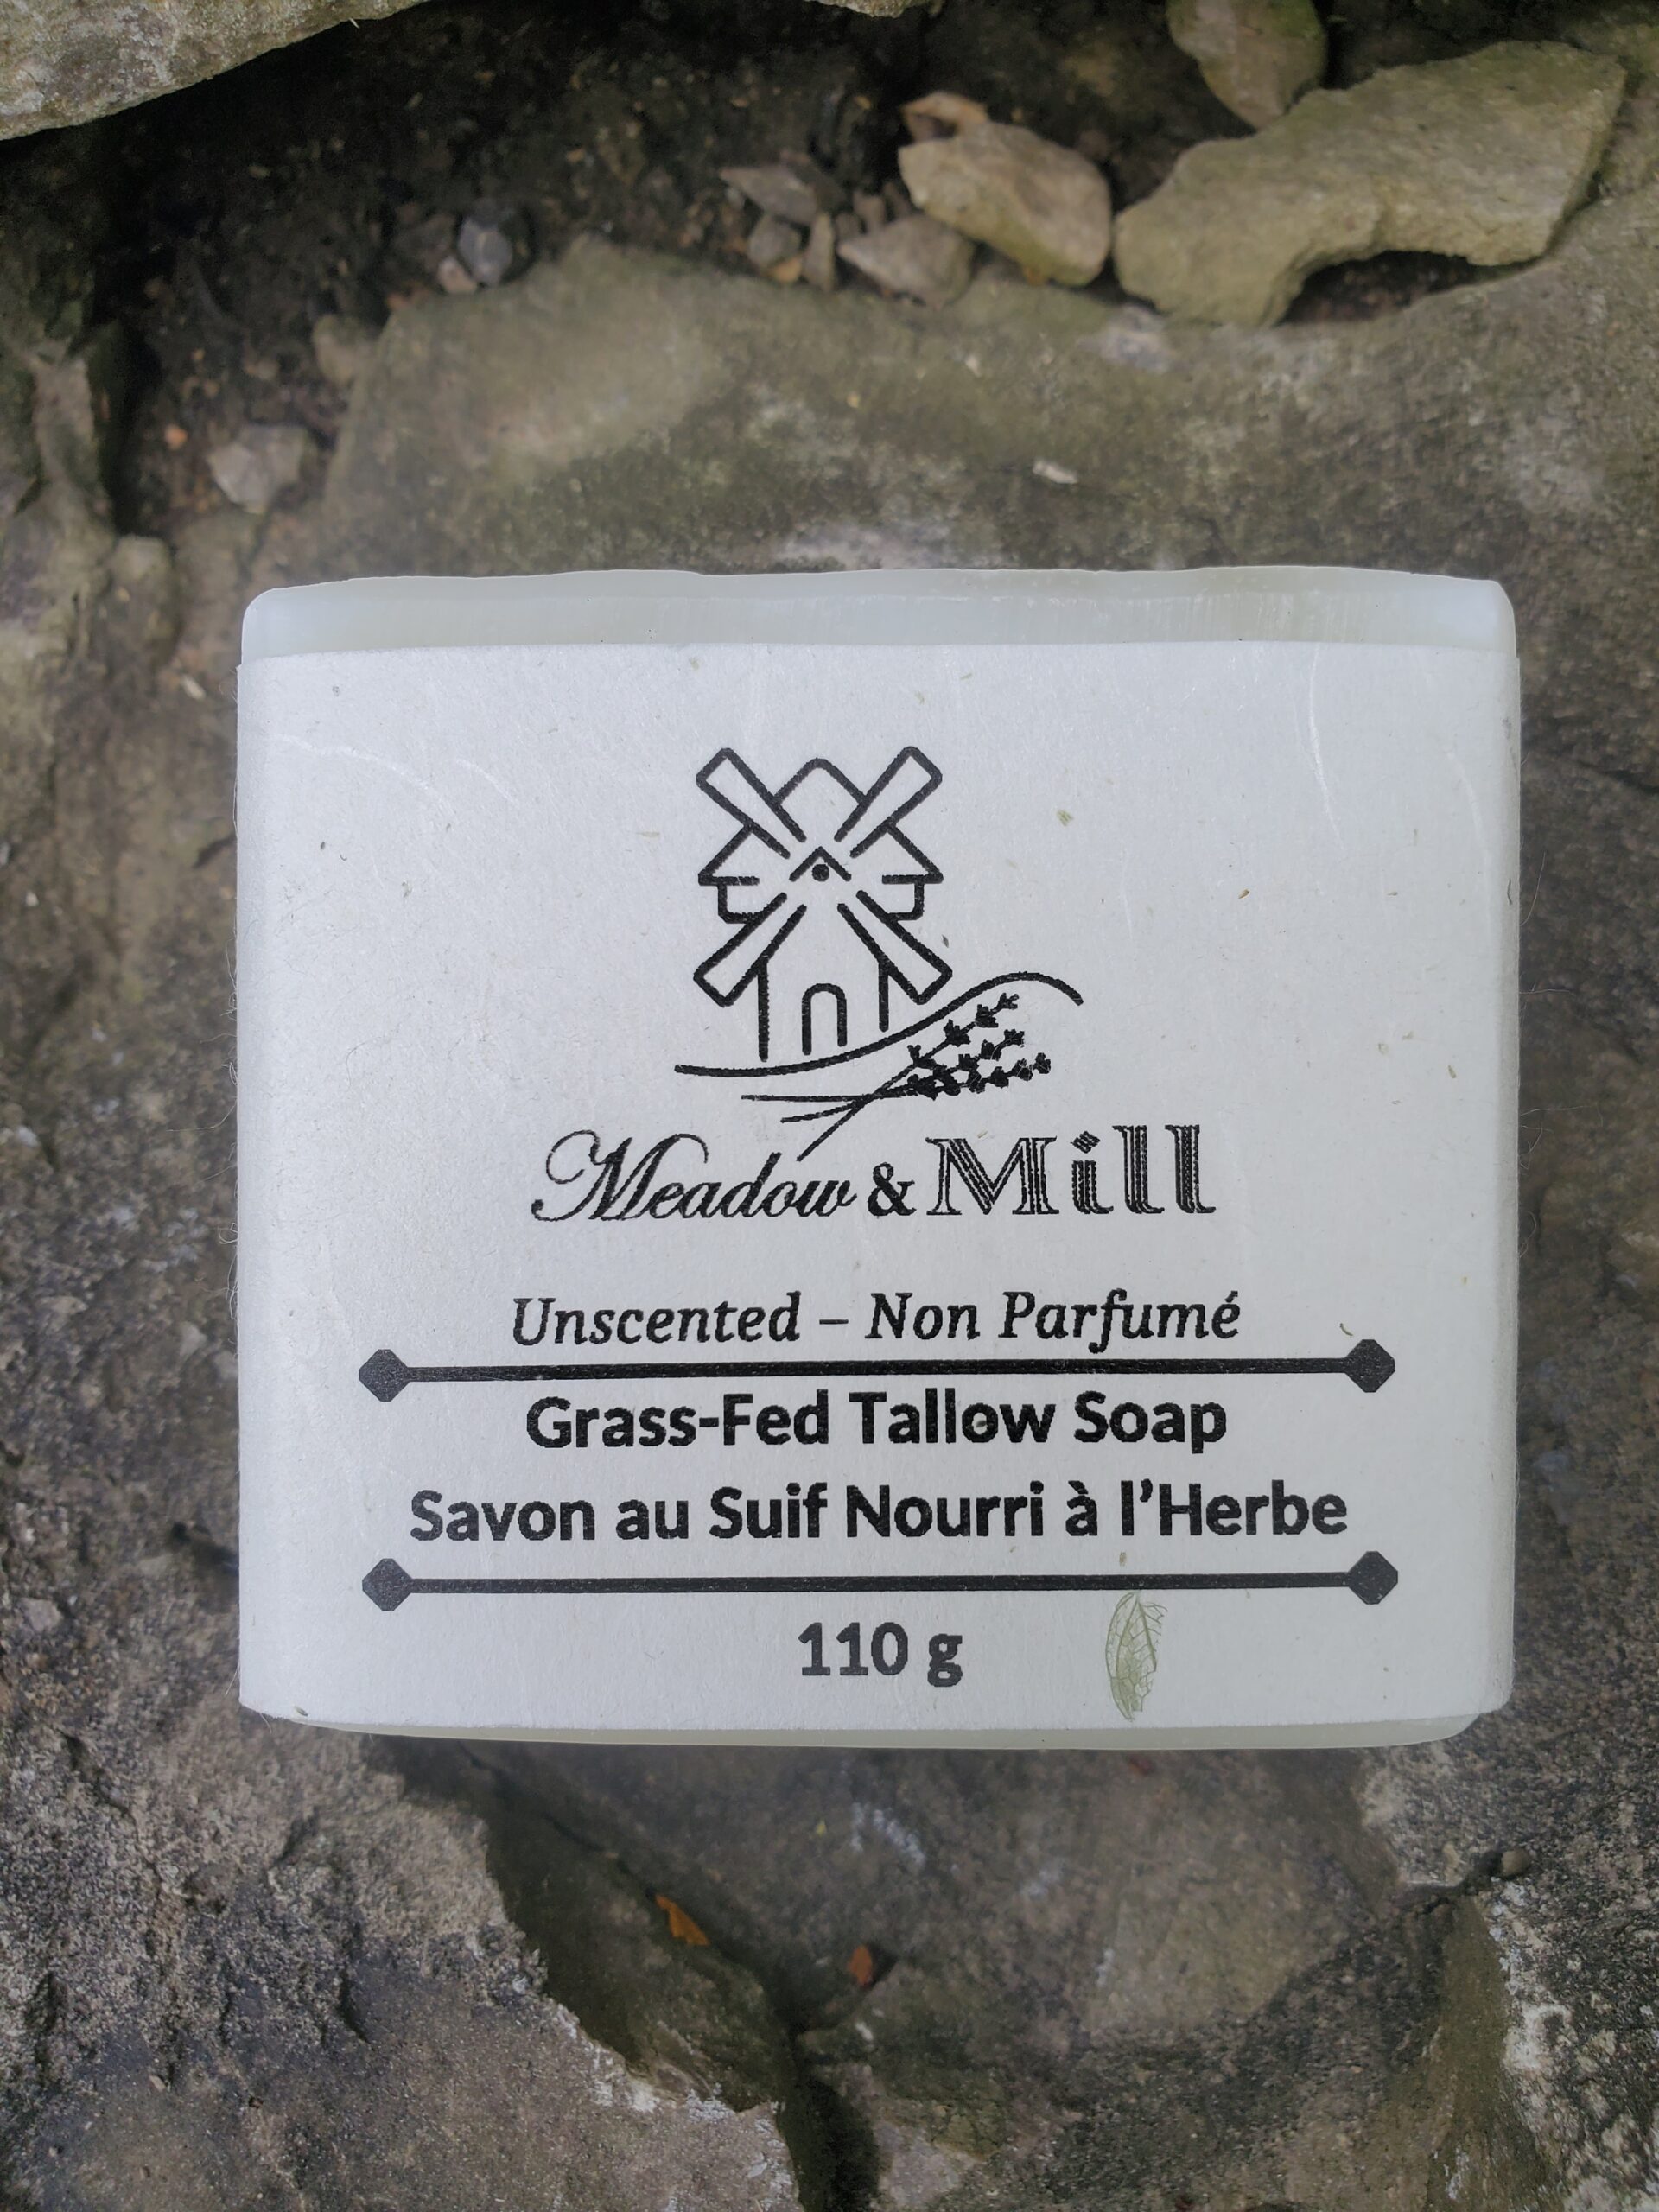 Meadow & Mill
Unscented – Non Parfumé
Grass-Fed Tallow Soap
Savon au Suif Nourri à l’Herbe
110 g